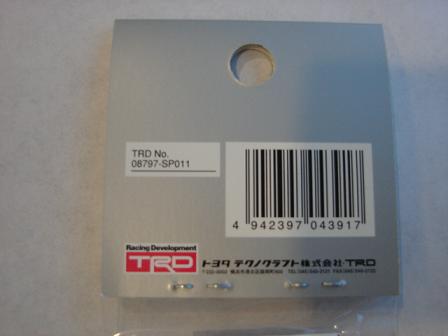 TRD No.
08797-SP011
4 942397 043917
Racing Development
TRD
トヨタ テクノクラフト株式会社・TRD